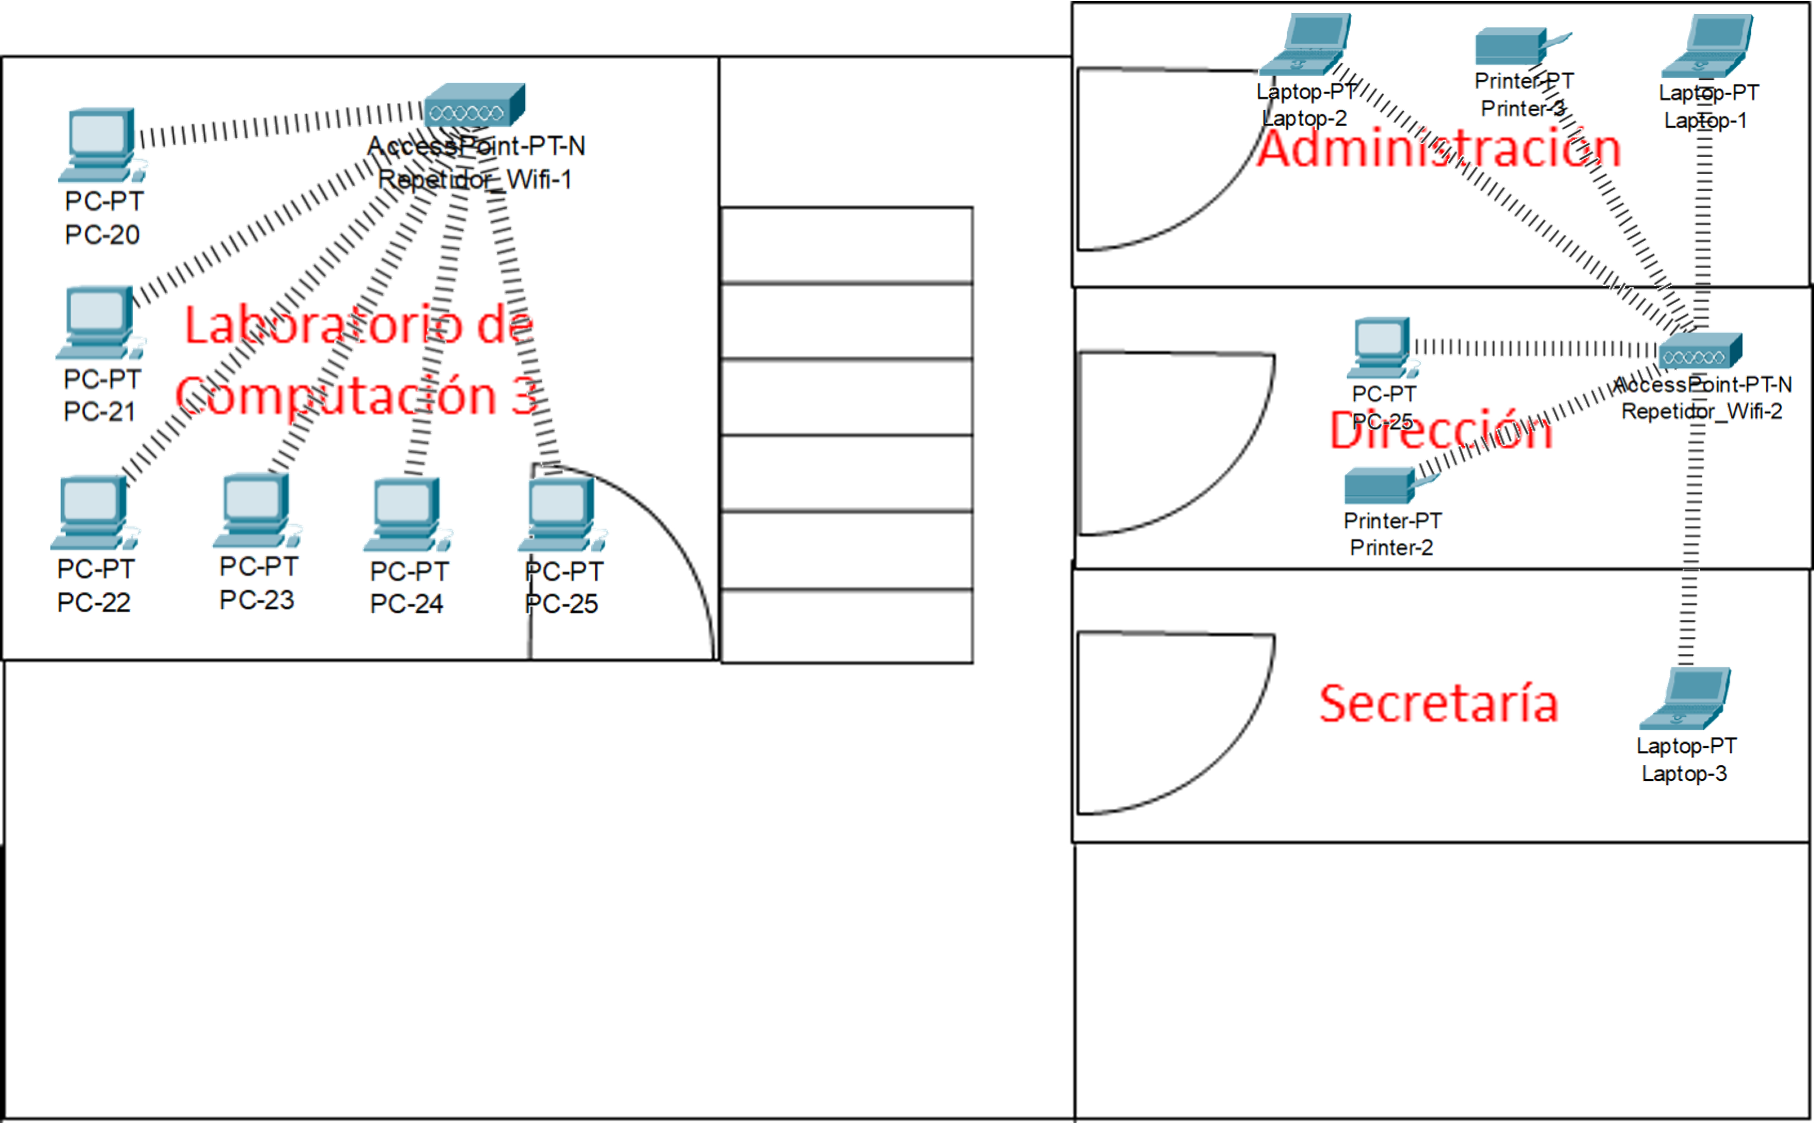 AccessPoint-PT-N
Repetidor_Wifi-1
PC-PT
PC-20
Laboratorio de
Computación 3
PC-PT
PC-21
PC-PT
PC-22
PC-PT
PC-23
PC-PT
PC-24
PC-PT
PC-25
Laptop-PT
Laptop-2
Printer-PT
Printer-3
Laptop-PT
Laptop-1
Administración
PC-PT
PC-25
AccessPoint-PT-N
Repetidor_Wifi-2
Dirección
Printer-PT
Printer-2
Secretaría
Laptop-PT
Laptop-3